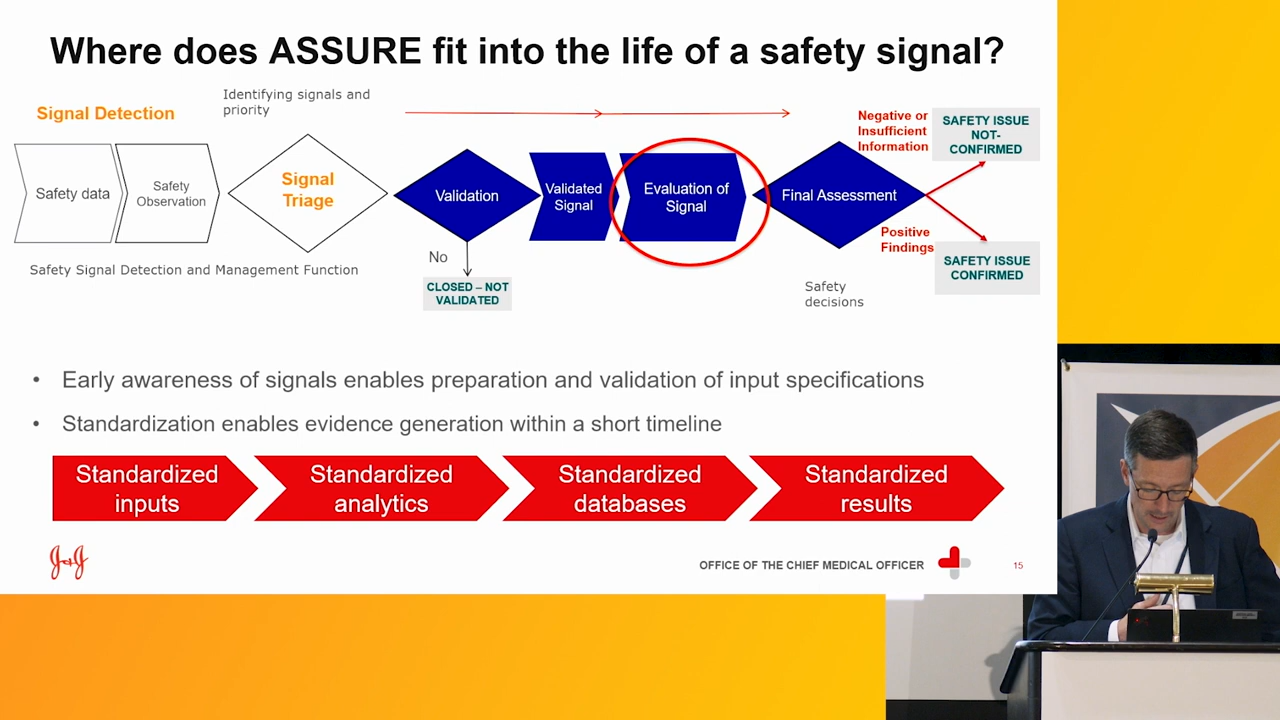 Where does ASSURE fit into the life of a safety signal?
Signal Detection
Identifying signals and
priority
Safety data
Safety
Observation
Signal
Triage
Validation
Validated
Signal
Evaluation of
Signal
Final Assessment
Negative or
Insufficient
Information
SAFETY ISSUE
NOT-
CONFIRMED
Positive
Findings
SAFETY ISSUE
CONFIRMED
No
CLOSED – NOT
VALIDATED
Safety Signal Detection and Management Function
Safety
decisions
• Early awareness of signals enables preparation and validation of input specifications
• Standardization enables evidence generation within a short timeline
Standardized
inputs
Standardized
analytics
Standardized
databases
Standardized
results
J&J
OFFICE OF THE CHIEF MEDICAL OFFICER
15